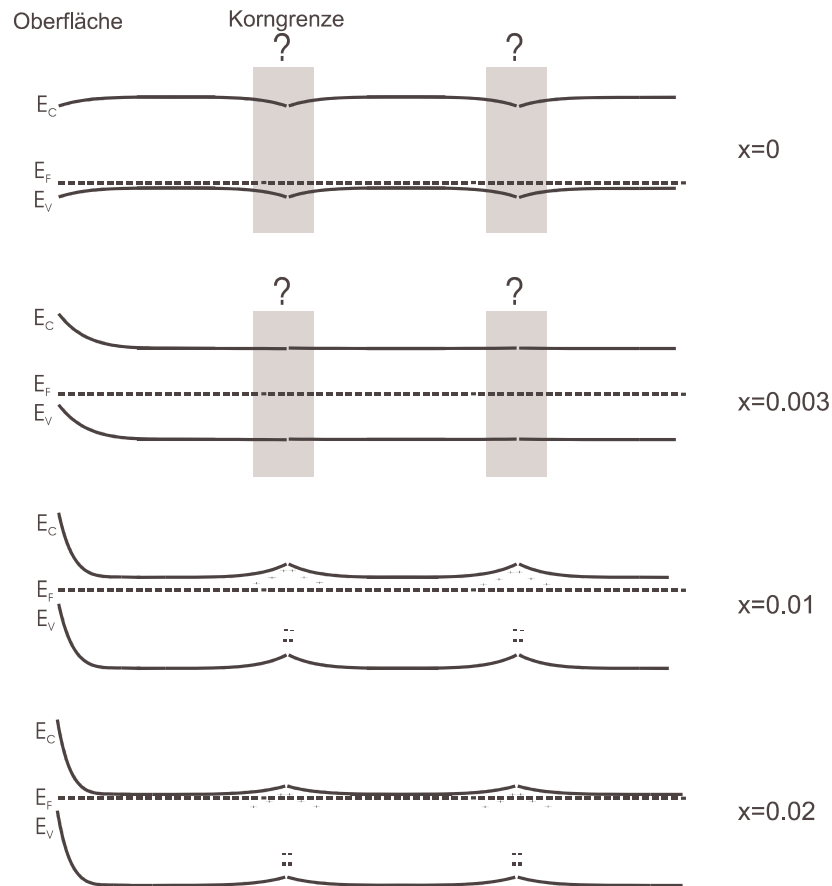 Oberfläche Korngrenze
? ?
E_C
E_F
E_V
x=0
? ?
E_C
E_F
E_V
x=0.003
E_C
E_F
E_V
x=0.01
E_C
E_F
E_V
x=0.02